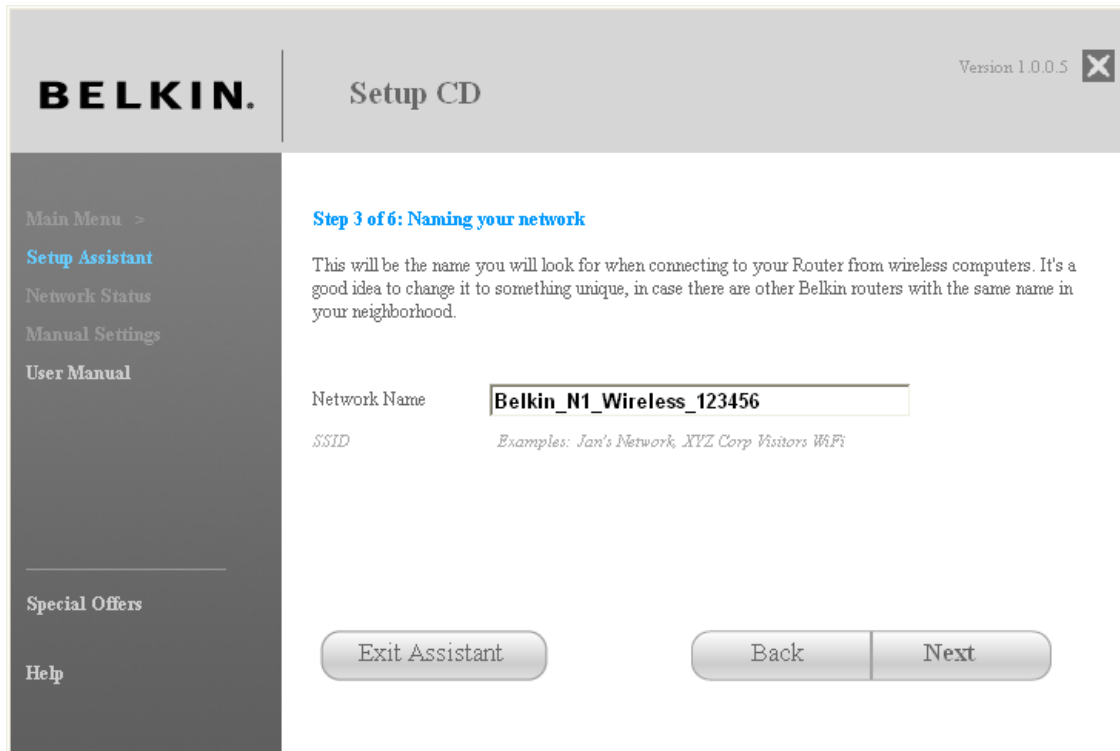 BELKIN.
Setup CD
Version 1.0.0.5
Main Menu >
Setup Assistant
Network Status
Manual Settings
User Manual
Special Offers
Help
Step 3 of 6: Naming your network
This will be the name you will look for when connecting to your Router from wireless computers. It's a
good idea to change it to something unique, in case there are other Belkin routers with the same name in
your neighborhood.
Network Name
Belkin_N1_Wireless_123456
SSID
Examples: Jan's Network, XYZ Corp Visitors WiFi
Exit Assistant
Back
Next